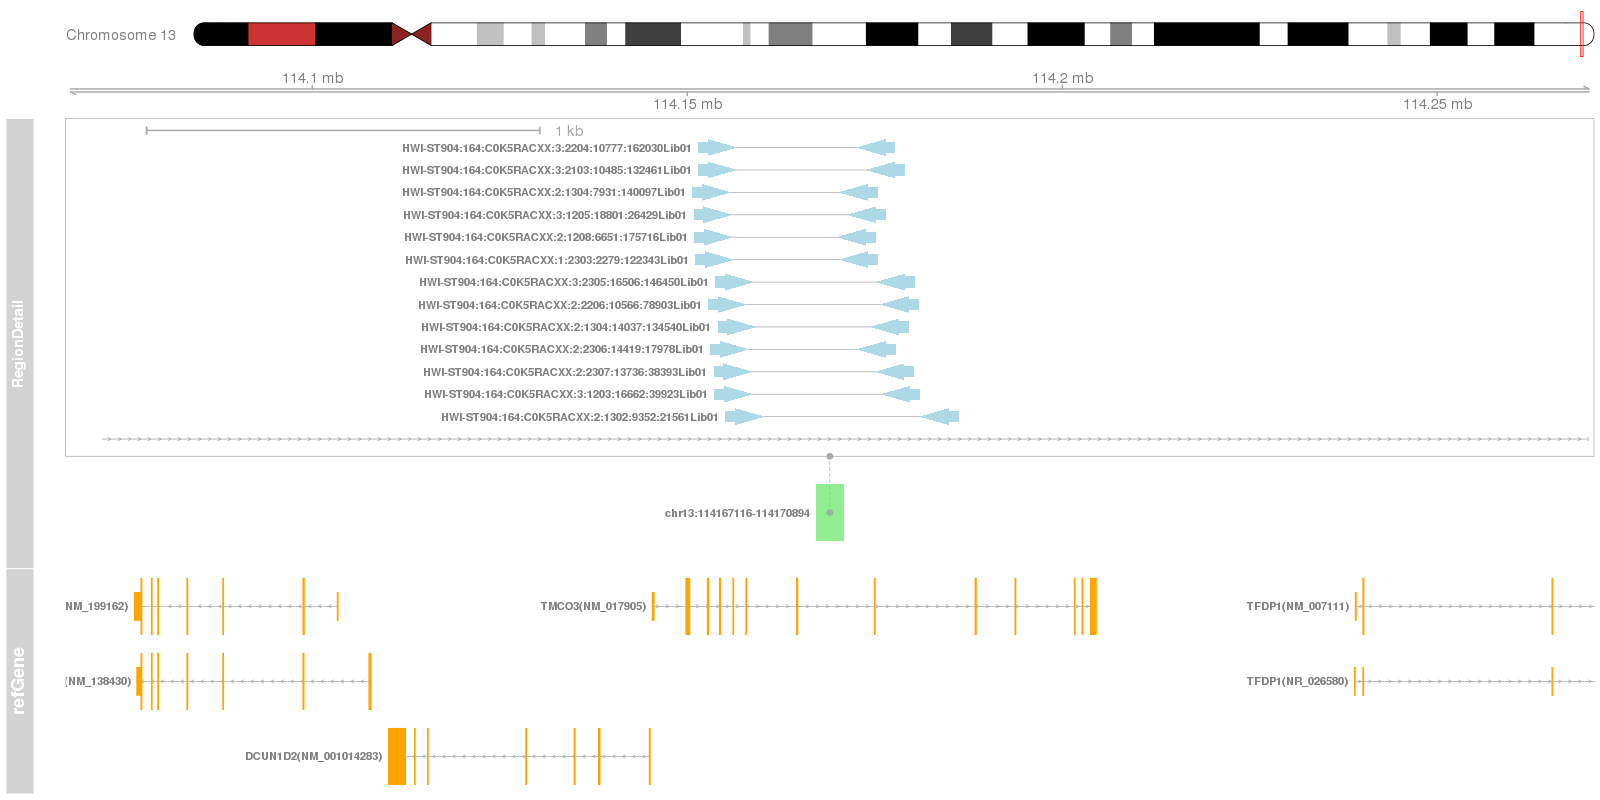 Chromosome 13
114.1 mb
114.2 mb
114.15 mb
114.25 mb
RegionDetail
1 kb
HWI-ST904:164:C0K5RACXX:3:2204:10777:162030Lib01
HWI-ST904:164:C0K5RACXX:3:2103:10485:132461Lib01
HWI-ST904:164:C0K5RACXX:2:1304:7931:140097Lib01
HWI-ST904:164:C0K5RACXX:3:1205:18801:26429Lib01
HWI-ST904:164:C0K5RACXX:2:1208:6651:175716Lib01
HWI-ST904:164:C0K5RACXX:1:2303:2279:122343Lib01
HWI-ST904:164:C0K5RACXX:3:2305:16506:146450Lib01
HWI-ST904:164:C0K5RACXX:2:2206:10566:78903Lib01
HWI-ST904:164:C0K5RACXX:2:1304:14037:134540Lib01
HWI-ST904:164:C0K5RACXX:2:2306:14419:17978Lib01
HWI-ST904:164:C0K5RACXX:2:2307:13736:38393Lib01
HWI-ST904:164:C0K5RACXX:3:1203:16662:39923Lib01
HWI-ST904:164:C0K5RACXX:2:1302:9352:21561Lib01
chr13:114167116-114170894
refGene
NM_199162)
TMCO3(NM_017905)
TFDP1(NM_007111)
(NM_138430)
TFDP1(NR_026580)
DCUN1D2(NM_001014283)